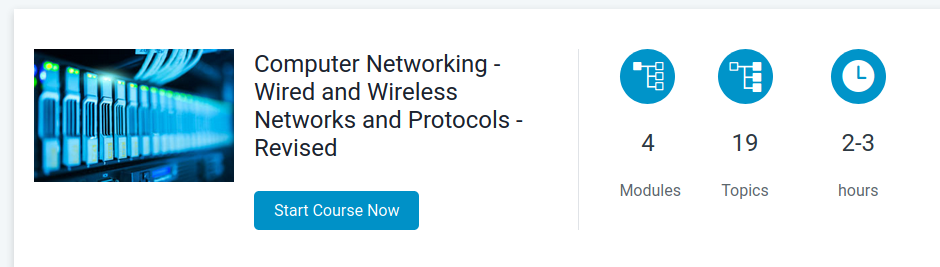 Computer Networking -
Wired and Wireless
Networks and Protocols -
Revised
Start Course Now
4
Modules
19
Topics
2-3
hours